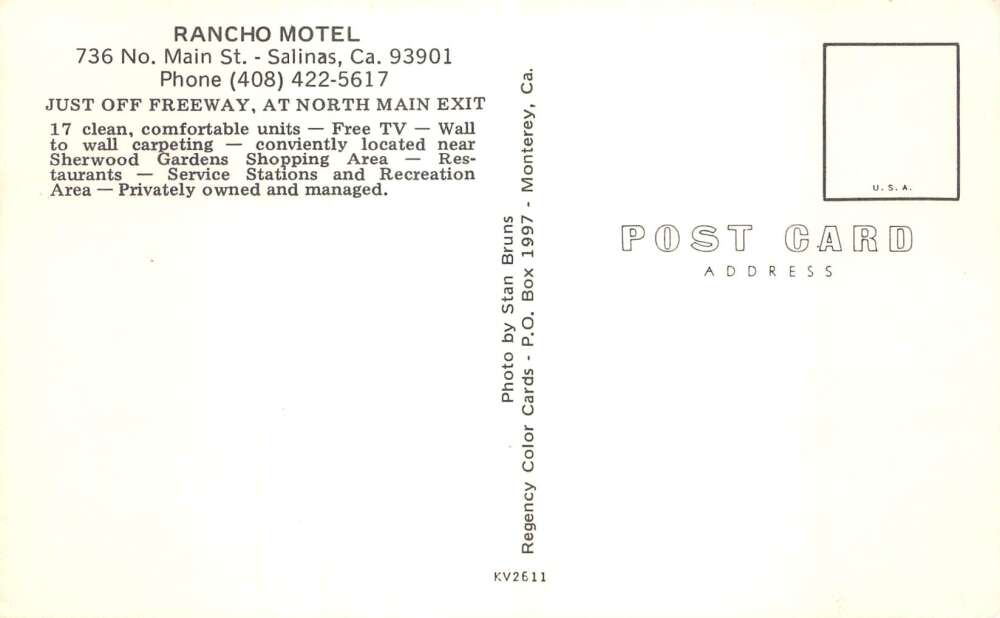 RANCHO MOTEL
736 No. Main St. - Salinas, Ca. 93901
Phone (408) 422-5617
JUST OFF FREEWAY, AT NORTH MAIN EXIT
17 clean, comfortable units — Free TV — Wall
to wall carpeting — conviently located near
Sherwood Gardens Shopping Area — Res-
taurants — Service Stations and Recreation
Area — Privately owned and managed.
Photo by Stan Bruns
Regency Color Cards - P.O. Box 1997 - Monterey, Ca.
KV2611
U. S. A.
POST CARD
ADDRESS